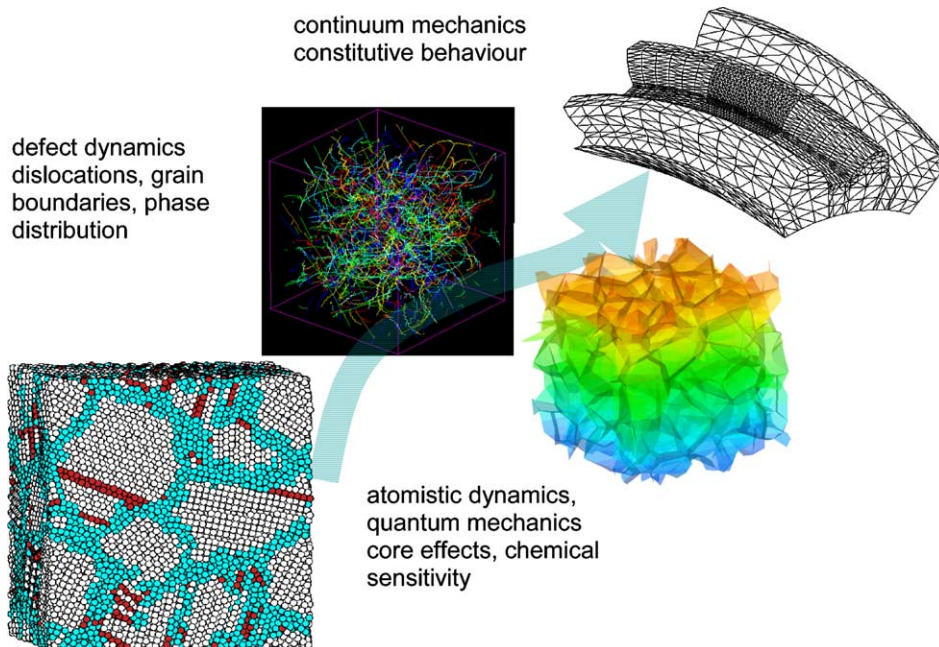 continuum mechanics
constitutive behaviour
defect dynamics
dislocations, grain
boundaries, phase
distribution
atomistic dynamics,
quantum mechanics
core effects, chemical
sensitivity